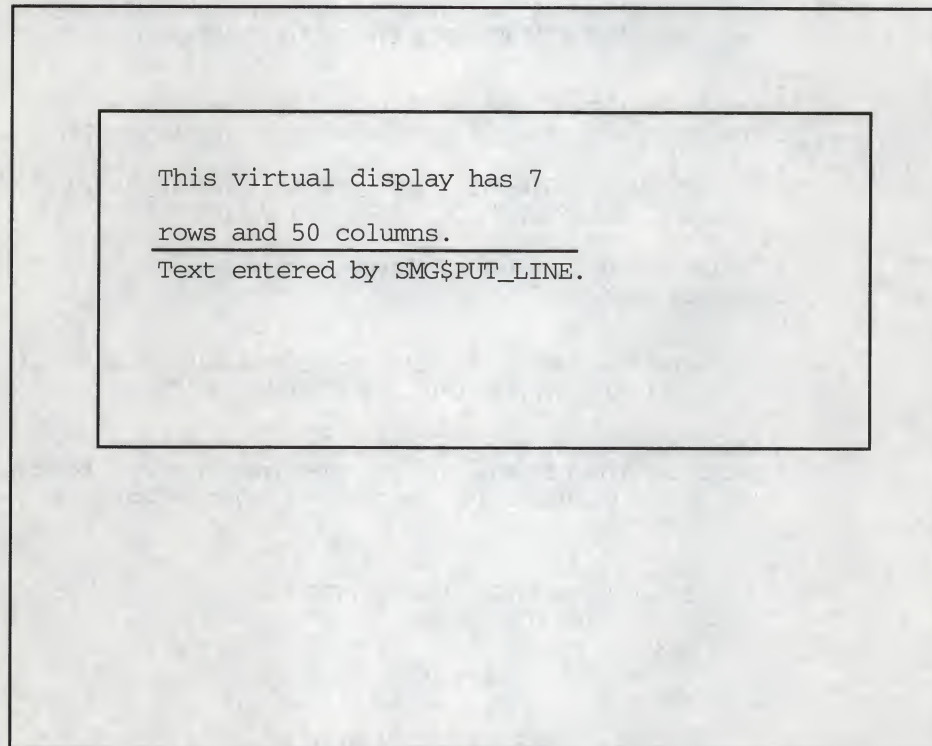 This virtual display has 7
rows and 50 columns.
Text entered by SMG$PUT_LINE.